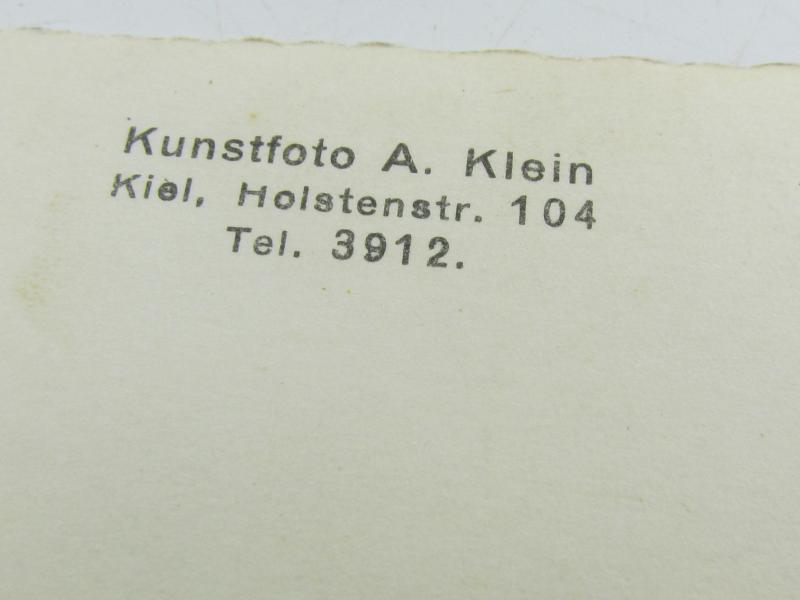 Kunstfoto A. Klein
Kiel, Holstenstr. 104
Tel. 3912.